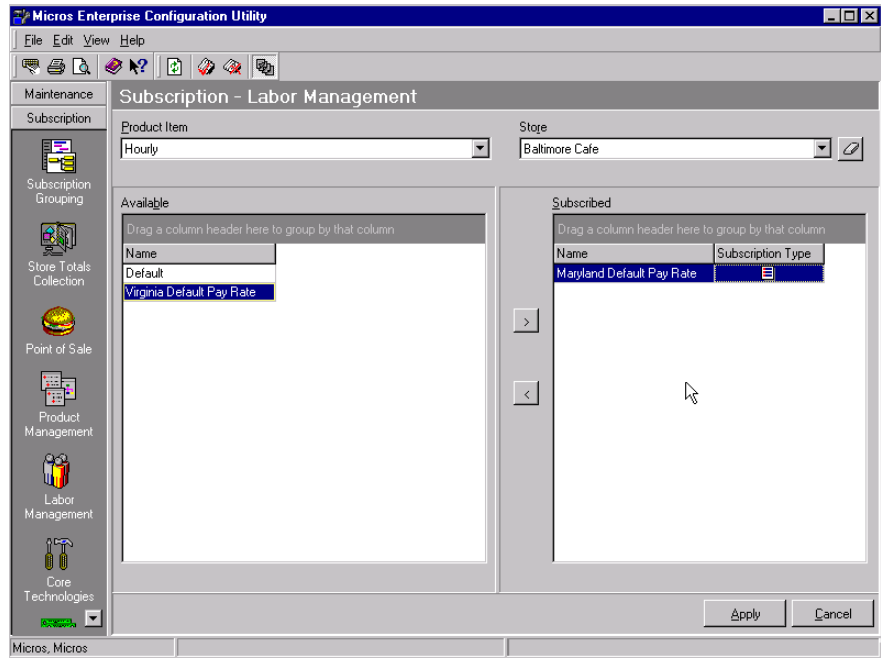 Micros Enterprise Configuration Utility
File Edit View Help
Maintenance
Subscription
Subscription Grouping
Store Totals Collection
Point of Sale
Product Management
Labor Management
Core Technologies
Subscription - Labor Management
Product Item
Hourly
Store
Baltimore Cafe
Available
Drag a column header here to group by that column
Name
Default
Virginia Default Pay Rate
>
<
Subscribed
Drag a column header here to group by that column
Name Subscription Type
Maryland Default Pay Rate
Apply Cancel
Micros, Micros